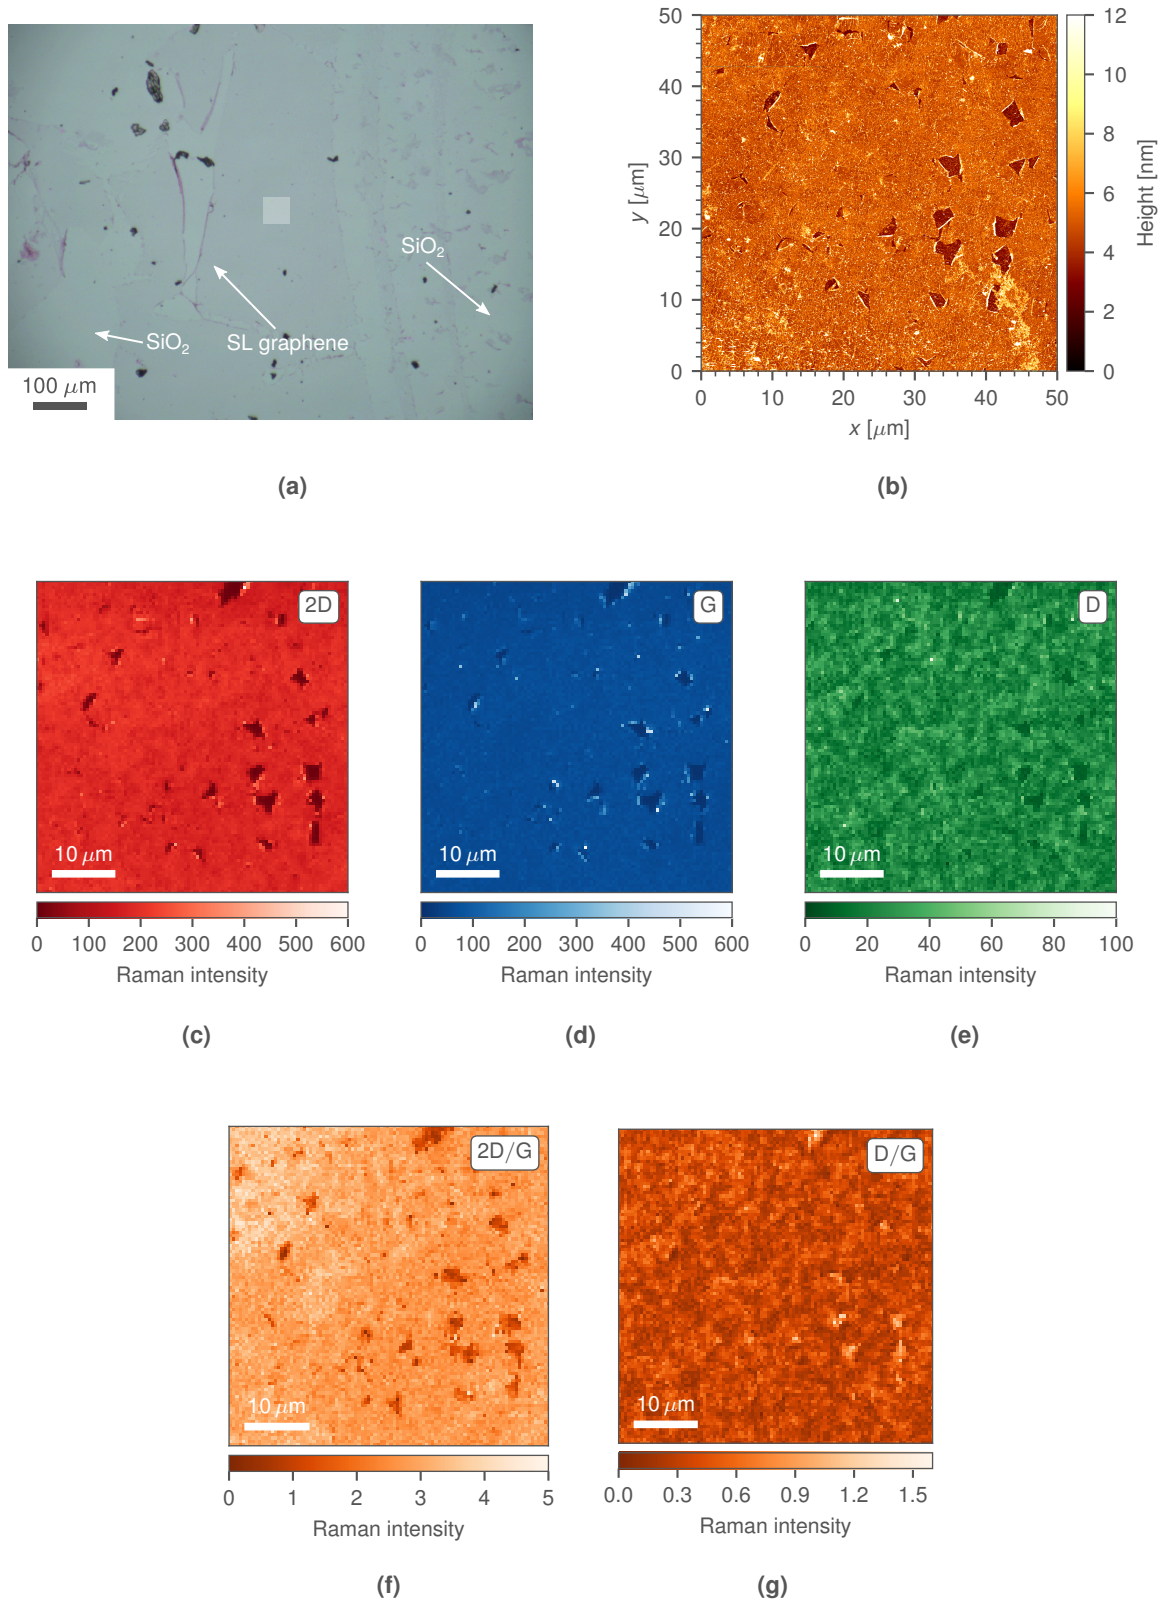 SiO2
SiO2
SL graphene
100 μm
(a)
50
40
30
20
10
0
y [μm]
0 10 20 30 40 50
x [μm]
12
10
8
6
4
2
0
Height [nm]
(b)
2D
10 μm
0 100 200 300 400 500 600
Raman intensity
(c)
G
10 μm
0 100 200 300 400 500 600
Raman intensity
(d)
D
10 μm
0 20 40 60 80 100
Raman intensity
(e)
2D/G
10 μm
0 1 2 3 4 5
Raman intensity
(f)
D/G
10 μm
0.0 0.3 0.6 0.9 1.2 1.5
Raman intensity
(g)